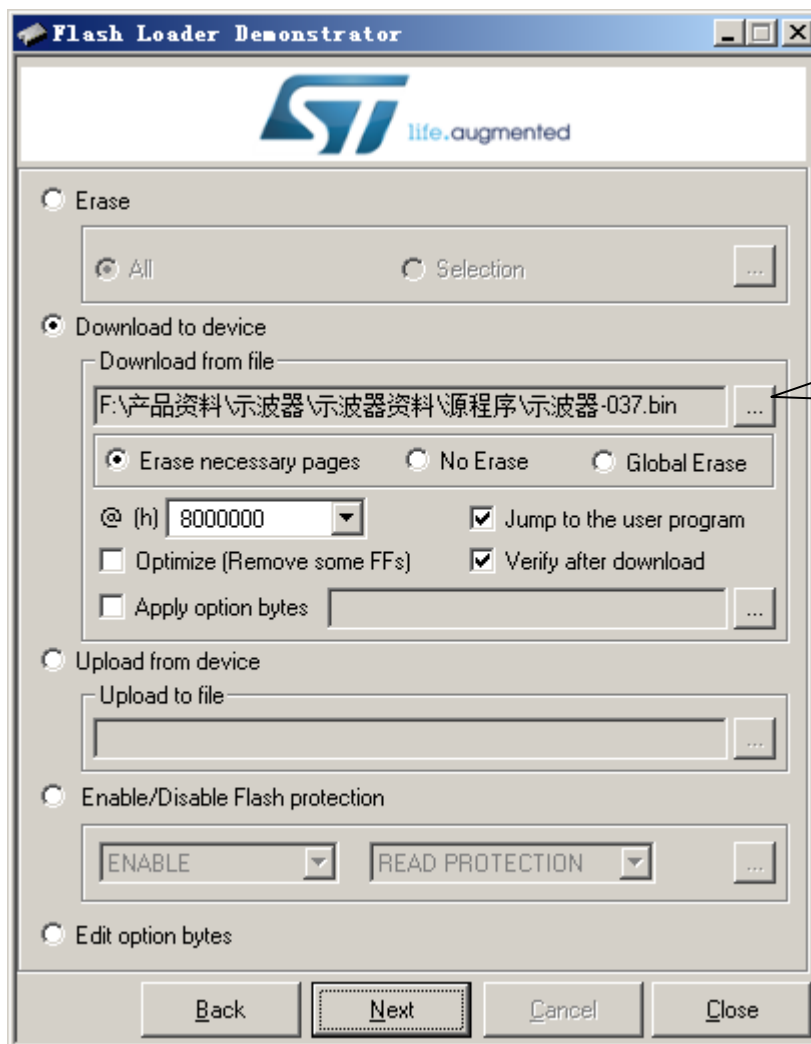 Flash Loader Demonstrator
ST life.augmented
Erase
All Selection ...
Download to device
Download from file
F:\产品资料\示波器\示波器资料\源程序\示波器-037.bin ...
Erase necessary pages No Erase Global Erase
@ (h) 8000000 Jump to the user program
Optimize (Remove some FFs) Verify after download
Apply option bytes ...
Upload from device
Upload to file
...
Enable/Disable Flash protection
ENABLE READ PROTECTION ...
Edit option bytes
Back Next Cancel Close